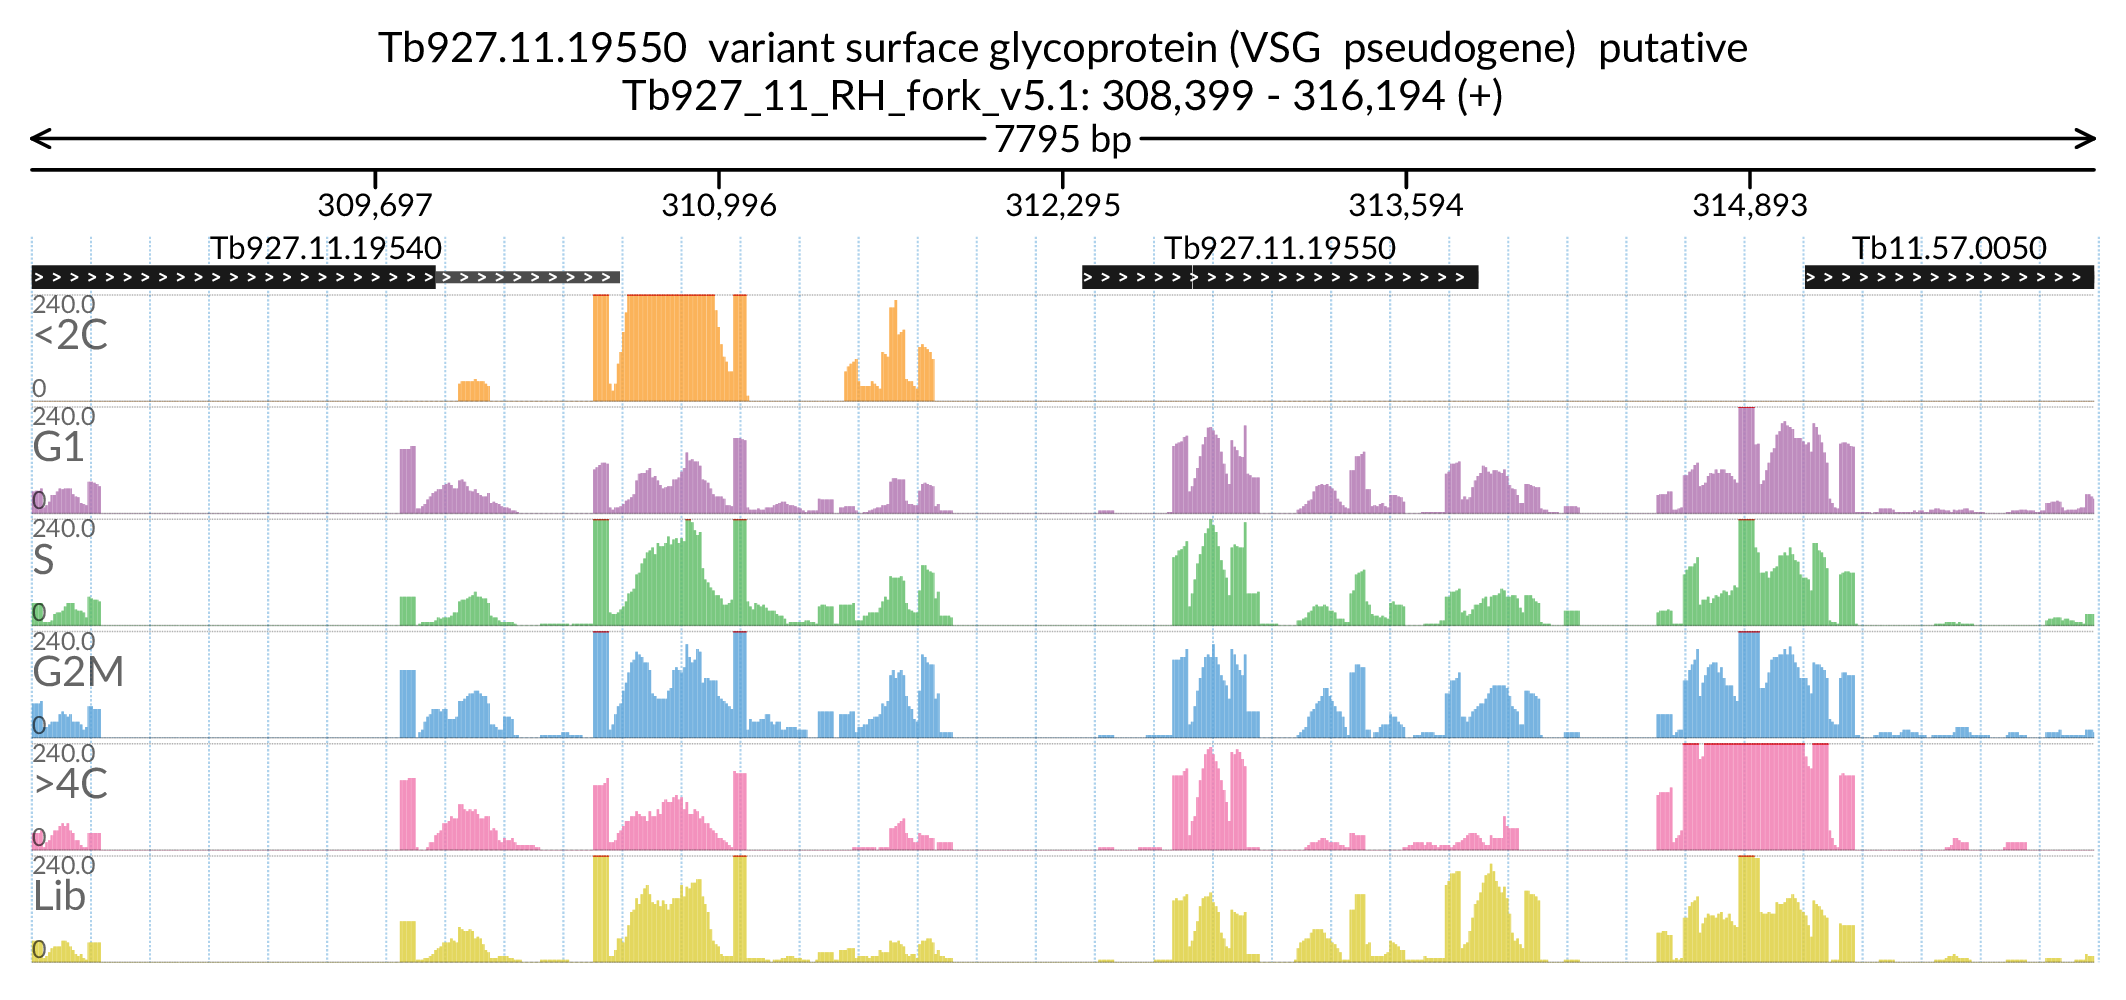 Tb927.11.19550 variant surface glycoprotein (VSG pseudogene) putative
Tb927_11_RH_fork_v5.1: 308,399 - 316,194 (+)
7795 bp
309,697 310,996 312,295 313,594 314,893
Tb927.11.19540 Tb927.11.19550 Tb11.57.0050
240.0
<2C
0
240.0
G1
0
240.0
S
0
240.0
G2M
0
240.0
>4C
0
240.0
Lib
0